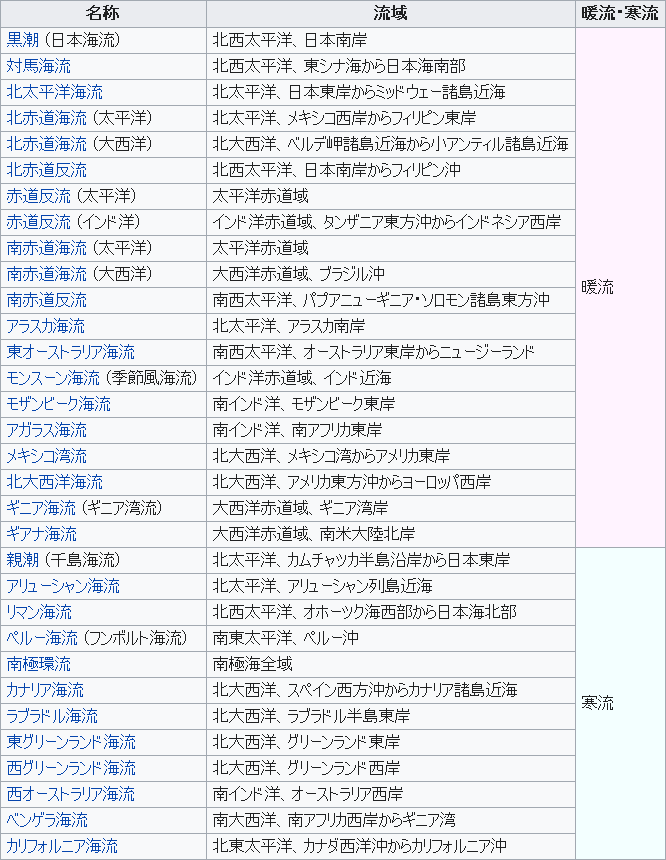 名称 流域 暖流・寒流
黒潮 (日本海流) 北西太平洋、日本南岸
対馬海流 北西太平洋、東シナ海から日本海南部
北太平洋海流 北太平洋、日本東岸からミッドウェー諸島近海
北赤道海流 (太平洋) 北太平洋、メキシコ西岸からフィリピン東岸
北赤道海流 (大西洋) 北大西洋、ベルデ岬諸島近海から小アンティル諸島近海
北赤道反流 北西太平洋、日本南岸からフィリピン沖
赤道反流 (太平洋) 太平洋赤道域
赤道反流 (インド洋) インド洋赤道域、タンザニア東方沖からインドネシア西岸
南赤道海流 (太平洋) 太平洋赤道域
南赤道海流 (大西洋) 大西洋赤道域、ブラジル沖
暖流
南赤道反流 南西太平洋、パプアニューギニア・ソロモン諸島東方沖
アラスカ海流 北太平洋、アラスカ南岸
東オーストラリア海流 南西太平洋、オーストラリア東岸からニュージーランド
モンスーン海流 (季節風海流) インド洋赤道域、インド近海
モザンビーク海流 南インド洋、モザンビーク東岸
アガラス海流 南インド洋、南アフリカ東岸
メキシコ湾流 北大西洋、メキシコ湾からアメリカ東岸
北大西洋海流 北大西洋、アメリカ東方沖からヨーロッパ西岸
ギニア海流 (ギニア湾流) 大西洋赤道域、ギニア湾岸
ギアナ海流 大西洋赤道域、南米大陸北岸
親潮 (千島海流) 北太平洋、カムチャッカ半島沿岸から日本東岸
アリューシャン海流 北太平洋、アリューシャン列島近海
リマン海流 北西太平洋、オホーツク海西部から日本海北部
ペルー海流 (フンボルト海流) 南東太平洋、ペルー沖
南極環流 南極海全域
カナリア海流 北大西洋、スペイン西方沖からカナリア諸島近海
寒流
ラブラドル海流 北大西洋、ラブラドル半島東岸
東グリーンランド海流 北大西洋、グリーンランド東岸
西グリーンランド海流 北大西洋、グリーンランド西岸
西オーストラリア海流 南インド洋、オーストラリア西岸
ベンゲラ海流 南大西洋、南アフリカ西岸からギニア湾
カリフォルニア海流 北東太平洋、カナダ西洋沖からカリフォルニア沖